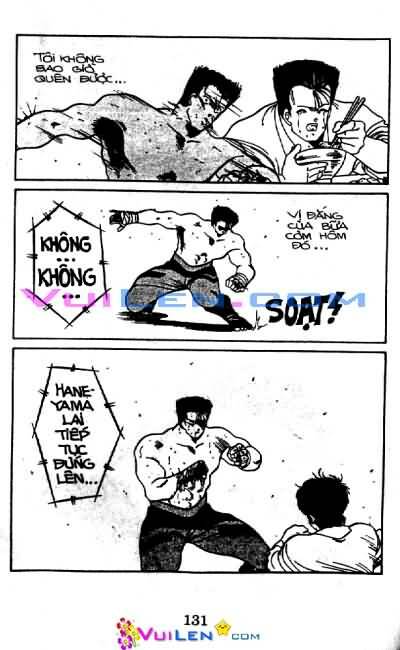 TÔI KHÔNG
BAO GIỜ
QUÊN ĐƯỢC...
VỊ ĐẮNG
CỦA BỮA
CƠM HÔM
ĐÓ...
KHÔNG
...
KHÔNG
...
SOẠT!
VUILEN.COM
HANE-
YAMA
LẠI
TIẾP
TỤC
ĐỨNG
LÊN...
131
VUILEN COM